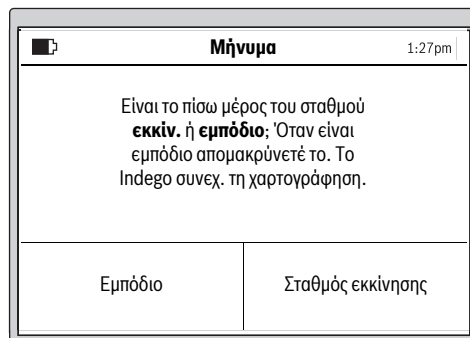 Μήνυμα 1:27pm
Είναι το πίσω μέρος του σταθμού
εκκίν. ή εμπόδιο; Όταν είναι
εμπόδιο απομακρύνετέ το. Το
Indego συνεχ. τη χαρτογράφηση.
Εμπόδιο Σταθμός εκκίνησης